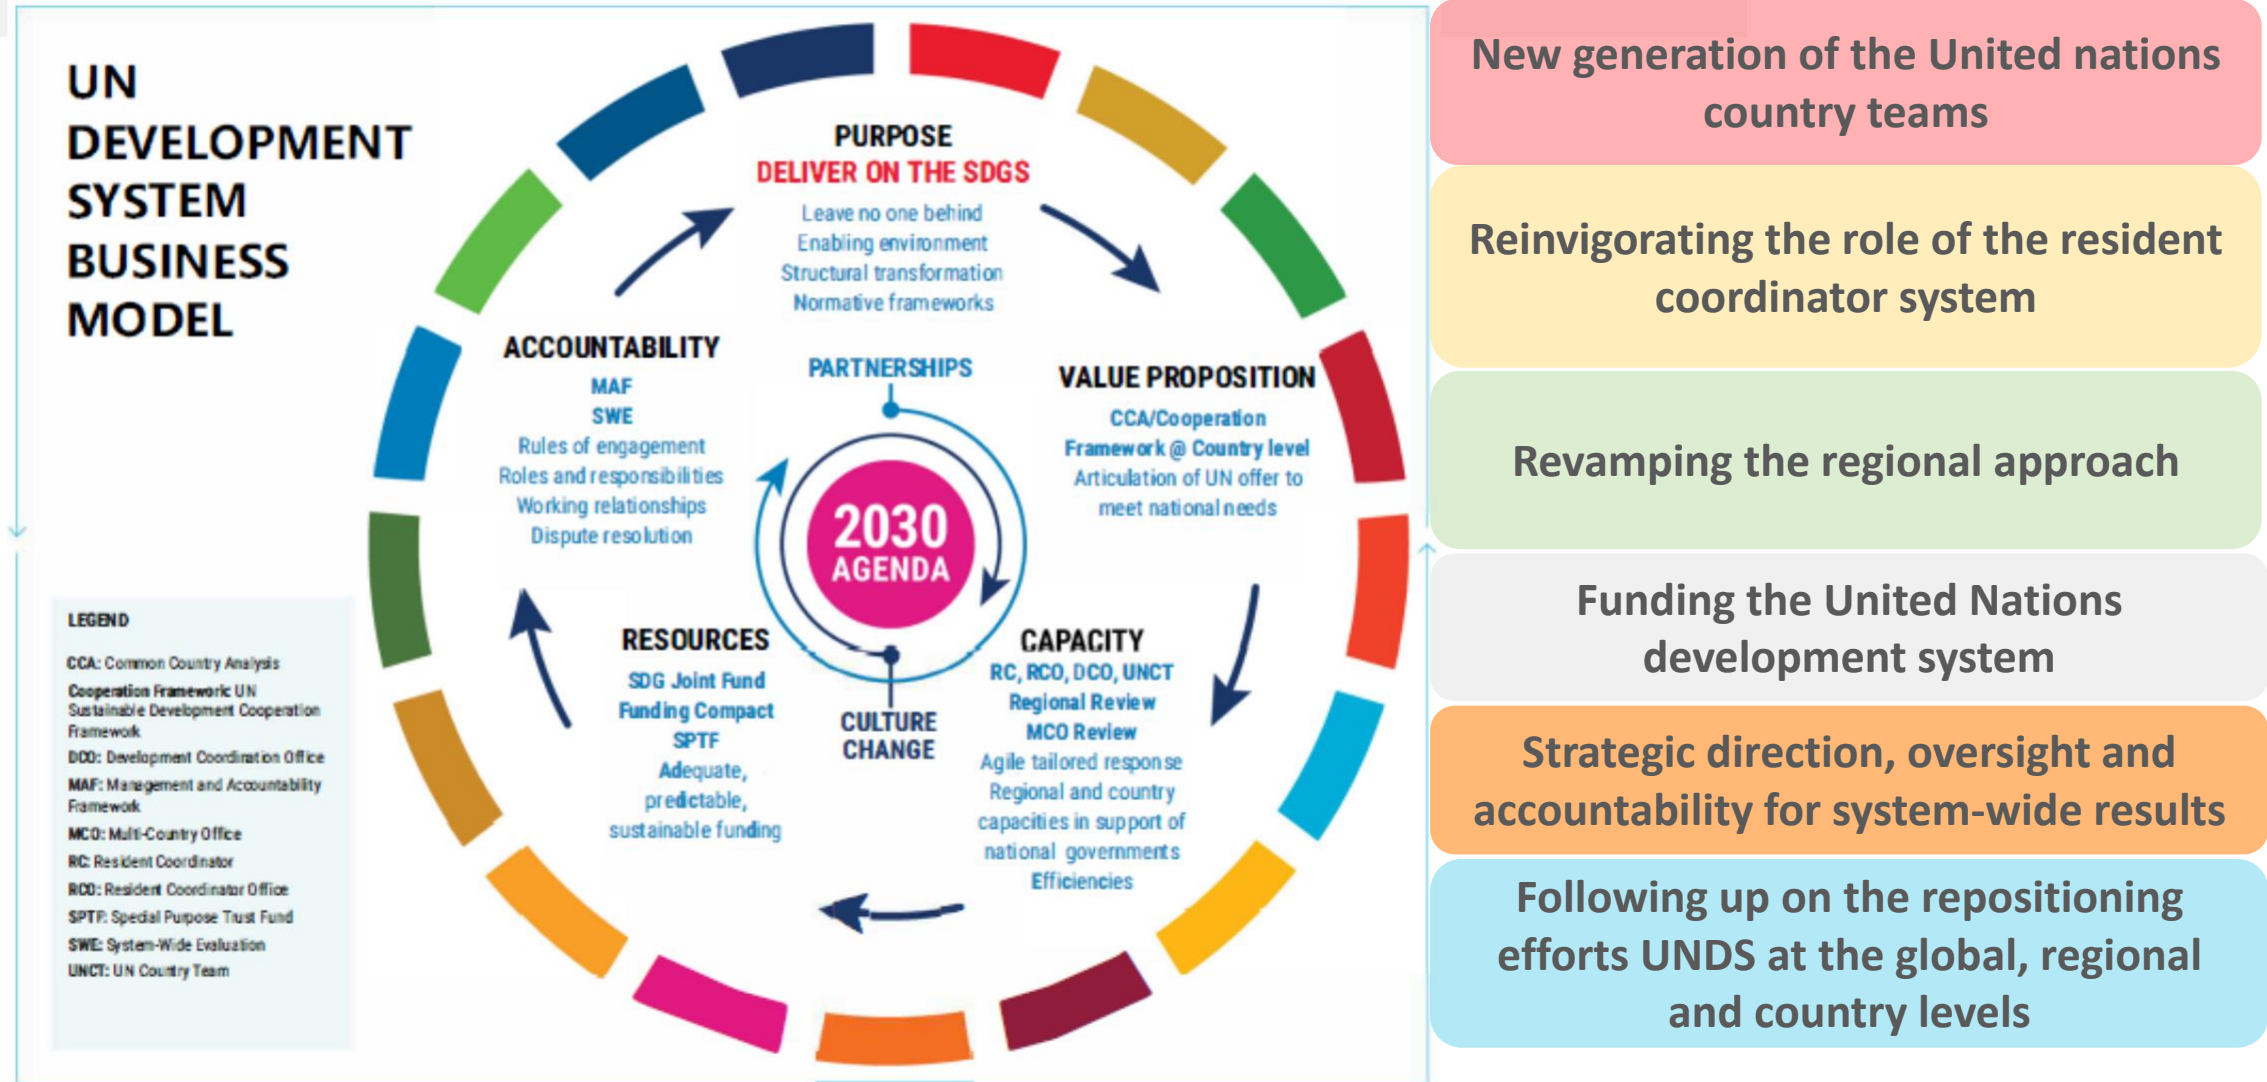 UN
DEVELOPMENT
SYSTEM
BUSINESS
MODEL
PURPOSE
DELIVER ON THE SDGS
Leave no one behind
Enabling environment
Structural transformation
Normative frameworks
ACCOUNTABILITY
MAF
SWE
Rules of engagement
Roles and responsibilities
Working relationships
Dispute resolution
PARTNERSHIPS
2030
AGENDA
CULTURE
CHANGE
VALUE PROPOSITION
CCA/Cooperation
Framework @ Country level
Articulation of UN offer to
meet national needs
RESOURCES
SDG Joint Fund
Funding Compact
SPTF
Adequate,
predictable,
sustainable funding
CAPACITY
RC, RCO, DCO, UNCT
Regional Review
MCO Review
Agile tailored response
Regional and country
capacities in support of
national governments
Efficiencies
LEGEND
CCA: Common Country Analysis
Cooperation Framework: UN
Sustainable Development Cooperation
Framework
DCO: Development Coordination Office
MAF: Management and Accountability
Framework
MCO: Multi-Country Office
RC: Resident Coordinator
RCO: Resident Coordinator Office
SPTF: Special Purpose Trust Fund
SWE: System-Wide Evaluation
UNCT: UN Country Team
New generation of the United nations
country teams
Reinvigorating the role of the resident
coordinator system
Revamping the regional approach
Funding the United Nations
development system
Strategic direction, oversight and
accountability for system-wide results
Following up on the repositioning
efforts UNDS at the global, regional
and country levels